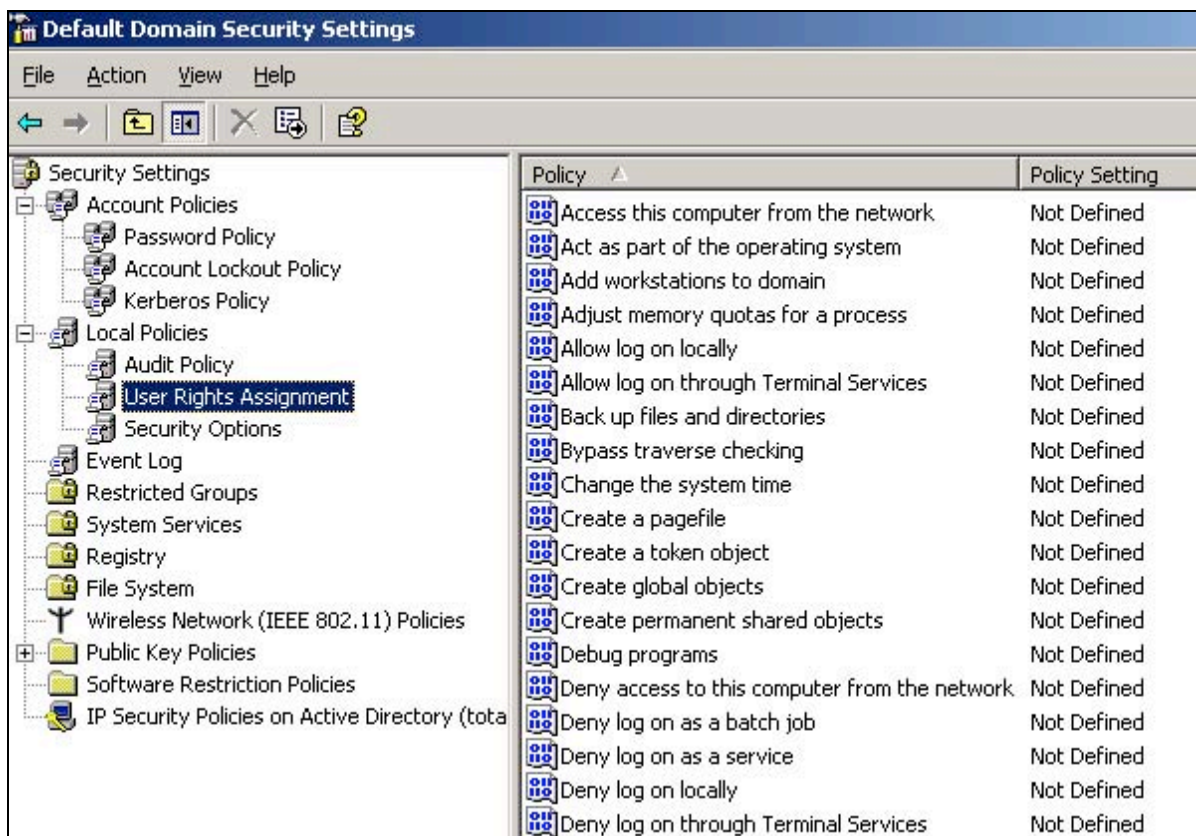 Default Domain Security Settings
File Action View Help
Security Settings
Account Policies
Password Policy
Account Lockout Policy
Kerberos Policy
Local Policies
Audit Policy
User Rights Assignment
Security Options
Event Log
Restricted Groups
System Services
Registry
File System
Wireless Network (IEEE 802.11) Policies
Public Key Policies
Software Restriction Policies
IP Security Policies on Active Directory (tota
Policy Policy Setting
Access this computer from the network Not Defined
Act as part of the operating system Not Defined
Add workstations to domain Not Defined
Adjust memory quotas for a process Not Defined
Allow log on locally Not Defined
Allow log on through Terminal Services Not Defined
Back up files and directories Not Defined
Bypass traverse checking Not Defined
Change the system time Not Defined
Create a pagefile Not Defined
Create a token object Not Defined
Create global objects Not Defined
Create permanent shared objects Not Defined
Debug programs Not Defined
Deny access to this computer from the network Not Defined
Deny log on as a batch job Not Defined
Deny log on as a service Not Defined
Deny log on locally Not Defined
Deny log on through Terminal Services Not Defined